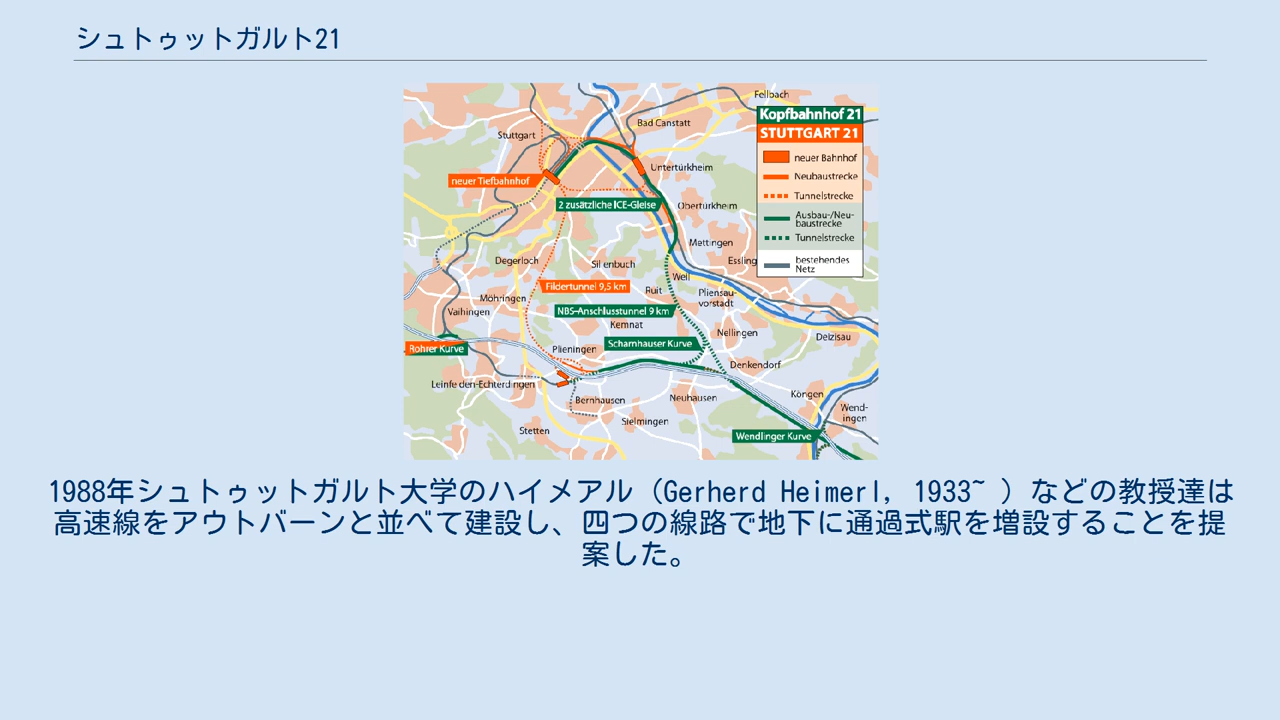 シュトゥットガルト21
Fellbach
Kopfbahnhof 21
STUTTGART 21
neuer Bahnhof
Neubaustrecke
Tunnelstrecke
Ausbau-/Neu-
baustrecke
Tunnelstrecke
bestehendes
Netz
Bad Canstatt
Stuttgart
Untertürkheim
neuer Tiefbahnhof
2 zusätzliche ICE-Gleise
Obertürkheim
Mettingen
Essling
Degerloch
Sillenbuch
Weil
Fildertunnel 9,5 km
Ruit
Pliensau-
vorstadt
Möhringen
Vaihingen
NBS-Anschlusstunnel 9 km
Kemnat
Nellingen
Deizisau
Scharnhauser Kurve
Rohrer Kurve
Plieningen
Denkendorf
Leinfelden-Echterdingen
Bernhausen
Neuhausen
Köngen
Wend-
ingen
Sielmingen
Stetten
Wendlinger Kurve
1988年シュトゥットガルト大学のハイメアル（Gerherd Heimerl, 1933~ ）などの教授達は
高速線をアウトバーンと並べて建設し、四つの線路で地下に通過式駅を増設することを提
案した。